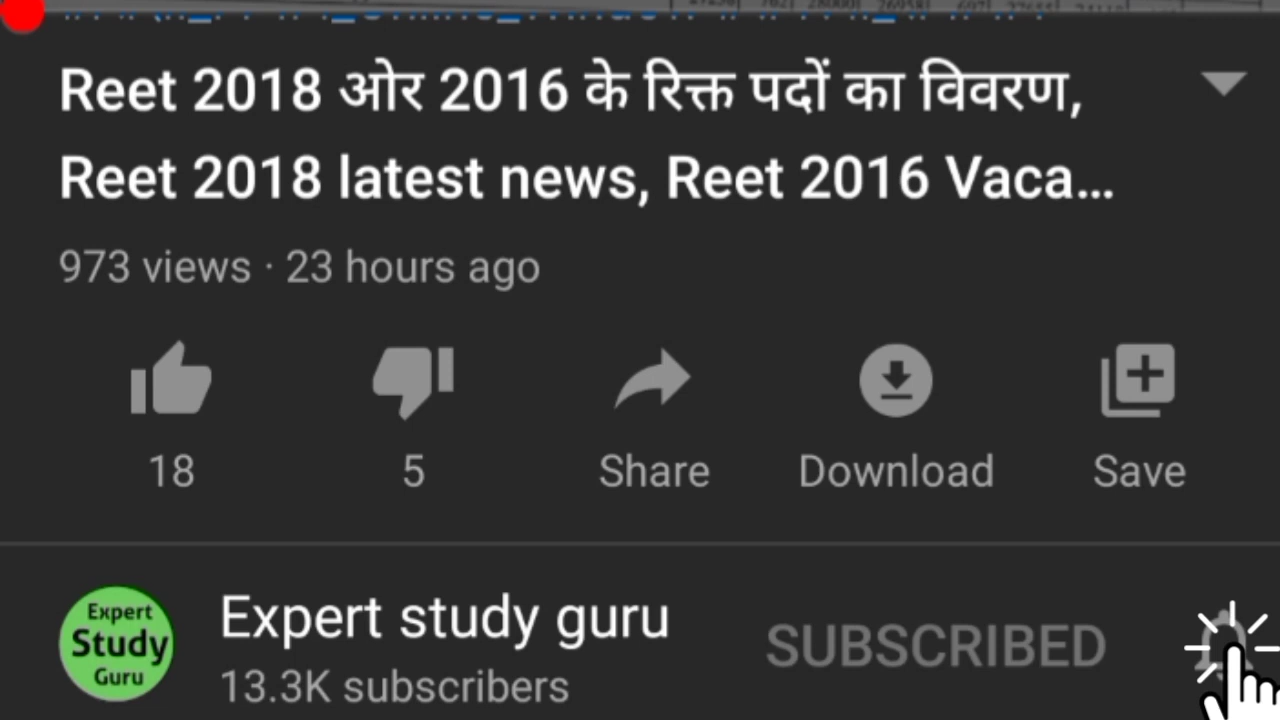 Reet 2018 ओर 2016 के रिक्त पदों का विवरण,
Reet 2018 latest news, Reet 2016 Vaca...
973 views · 23 hours ago
18
5
Share
Download
Save
Expert
Study
Guru
Expert study guru
13.3K subscribers
SUBSCRIBED